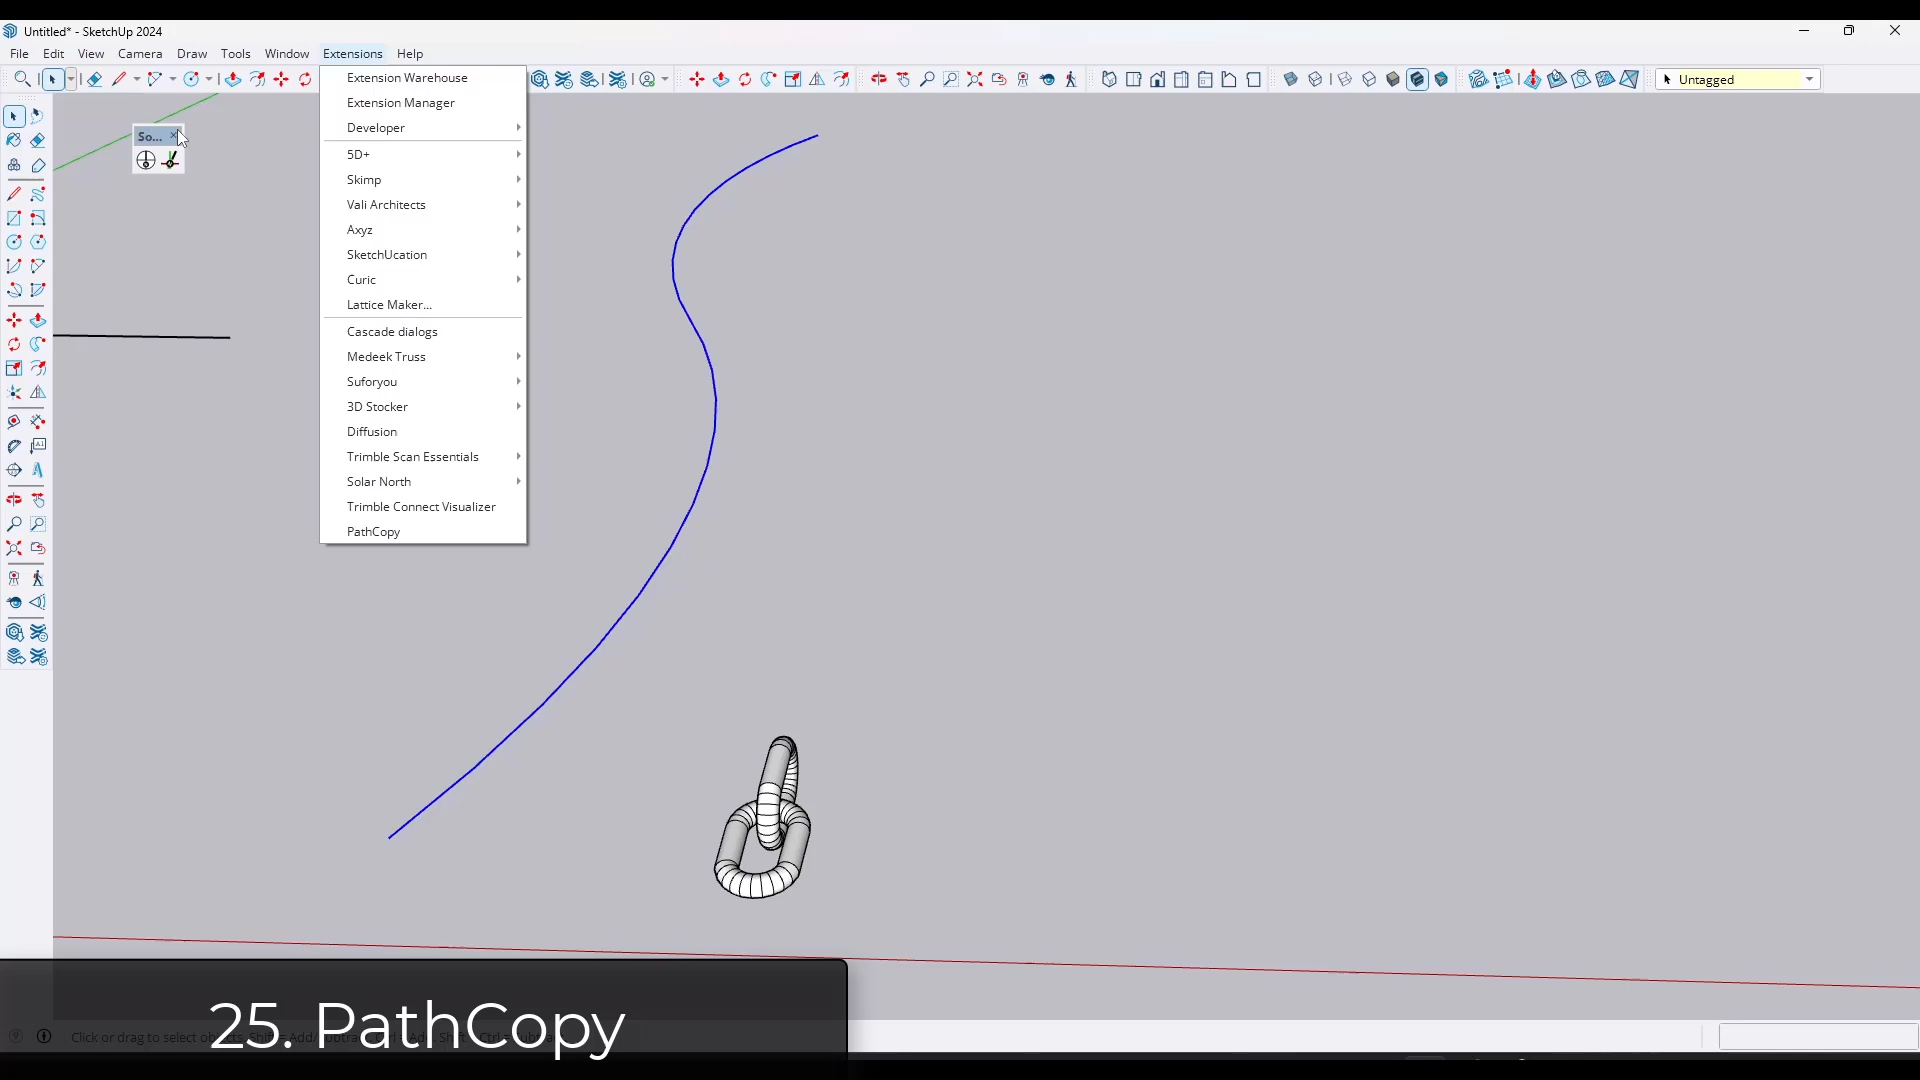 Untitled* - SketchUp 2024
File Edit View Camera Draw Tools Window Extensions Help
Untagged
Extension Warehouse
Extension Manager
Developer
5D+
Skimp
Vali Architects
Axyz
SketchUcation
Curic
Lattice Maker...
Cascade dialogs
Medeek Truss
Suforyou
3D Stocker
Diffusion
Trimble Scan Essentials
Solar North
Trimble Connect Visualizer
PathCopy
So...
25. PathCopy
Click or drag to select